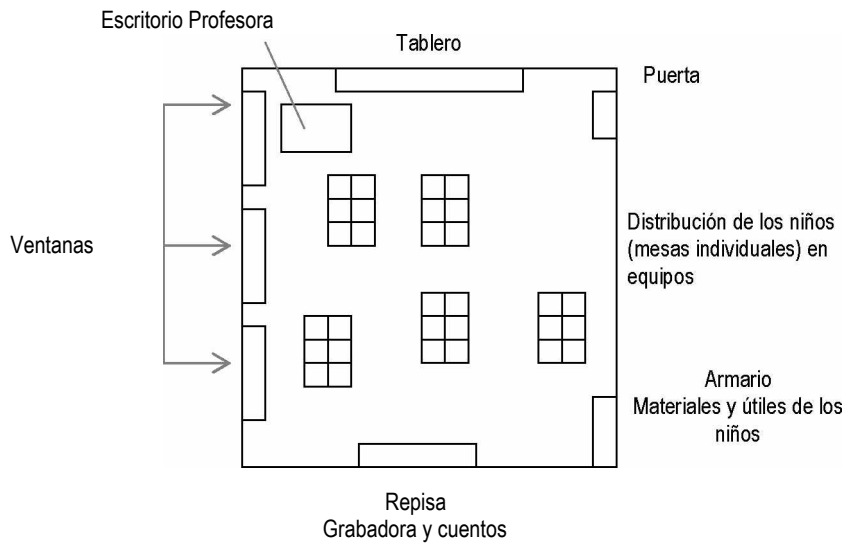 Escritorio Profesora
Tablero
Puerta
Ventanas
Distribución de los niños
(mesas individuales) en
equipos
Armario
Materiales y útiles de los
niños
Repisa
Grabadora y cuentos